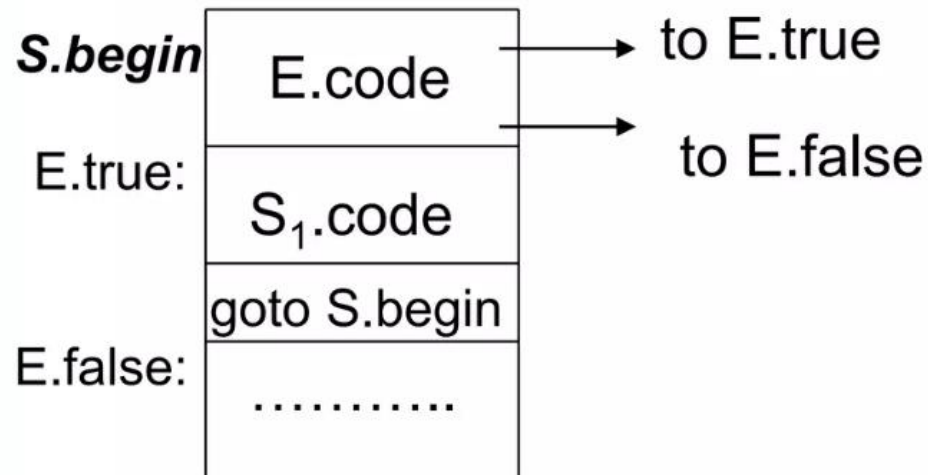 S.begin
E.code
to E.true
to E.false
E.true:
S₁.code
goto S.begin
E.false:
...........